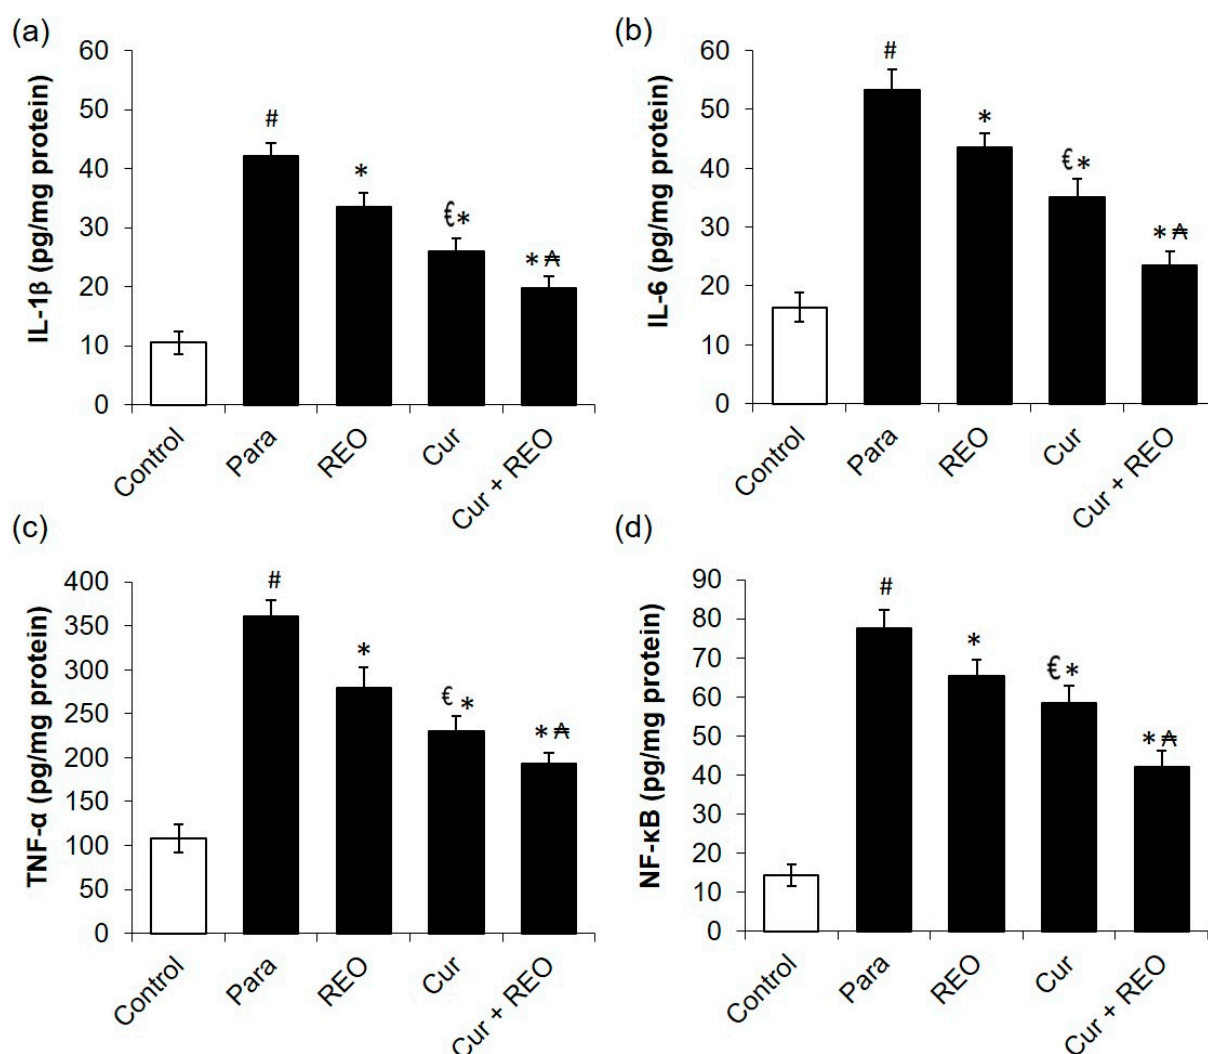 (a)
IL-1β (pg/mg protein)
60
50
40
30
20
10
0
#
*
€*
*₳
Control
Para
REO
Cur
Cur + REO
(b)
IL-6 (pg/mg protein)
60
50
40
30
20
10
0
#
*
€*
*₳
Control
Para
REO
Cur
Cur + REO
(c)
TNF-α (pg/mg protein)
400
350
300
250
200
150
100
50
0
#
*
€ *
*₳
Control
Para
REO
Cur
Cur + REO
(d)
NF-κB (pg/mg protein)
90
80
70
60
50
40
30
20
10
0
#
*
€*
*₳
Control
Para
REO
Cur
Cur + REO